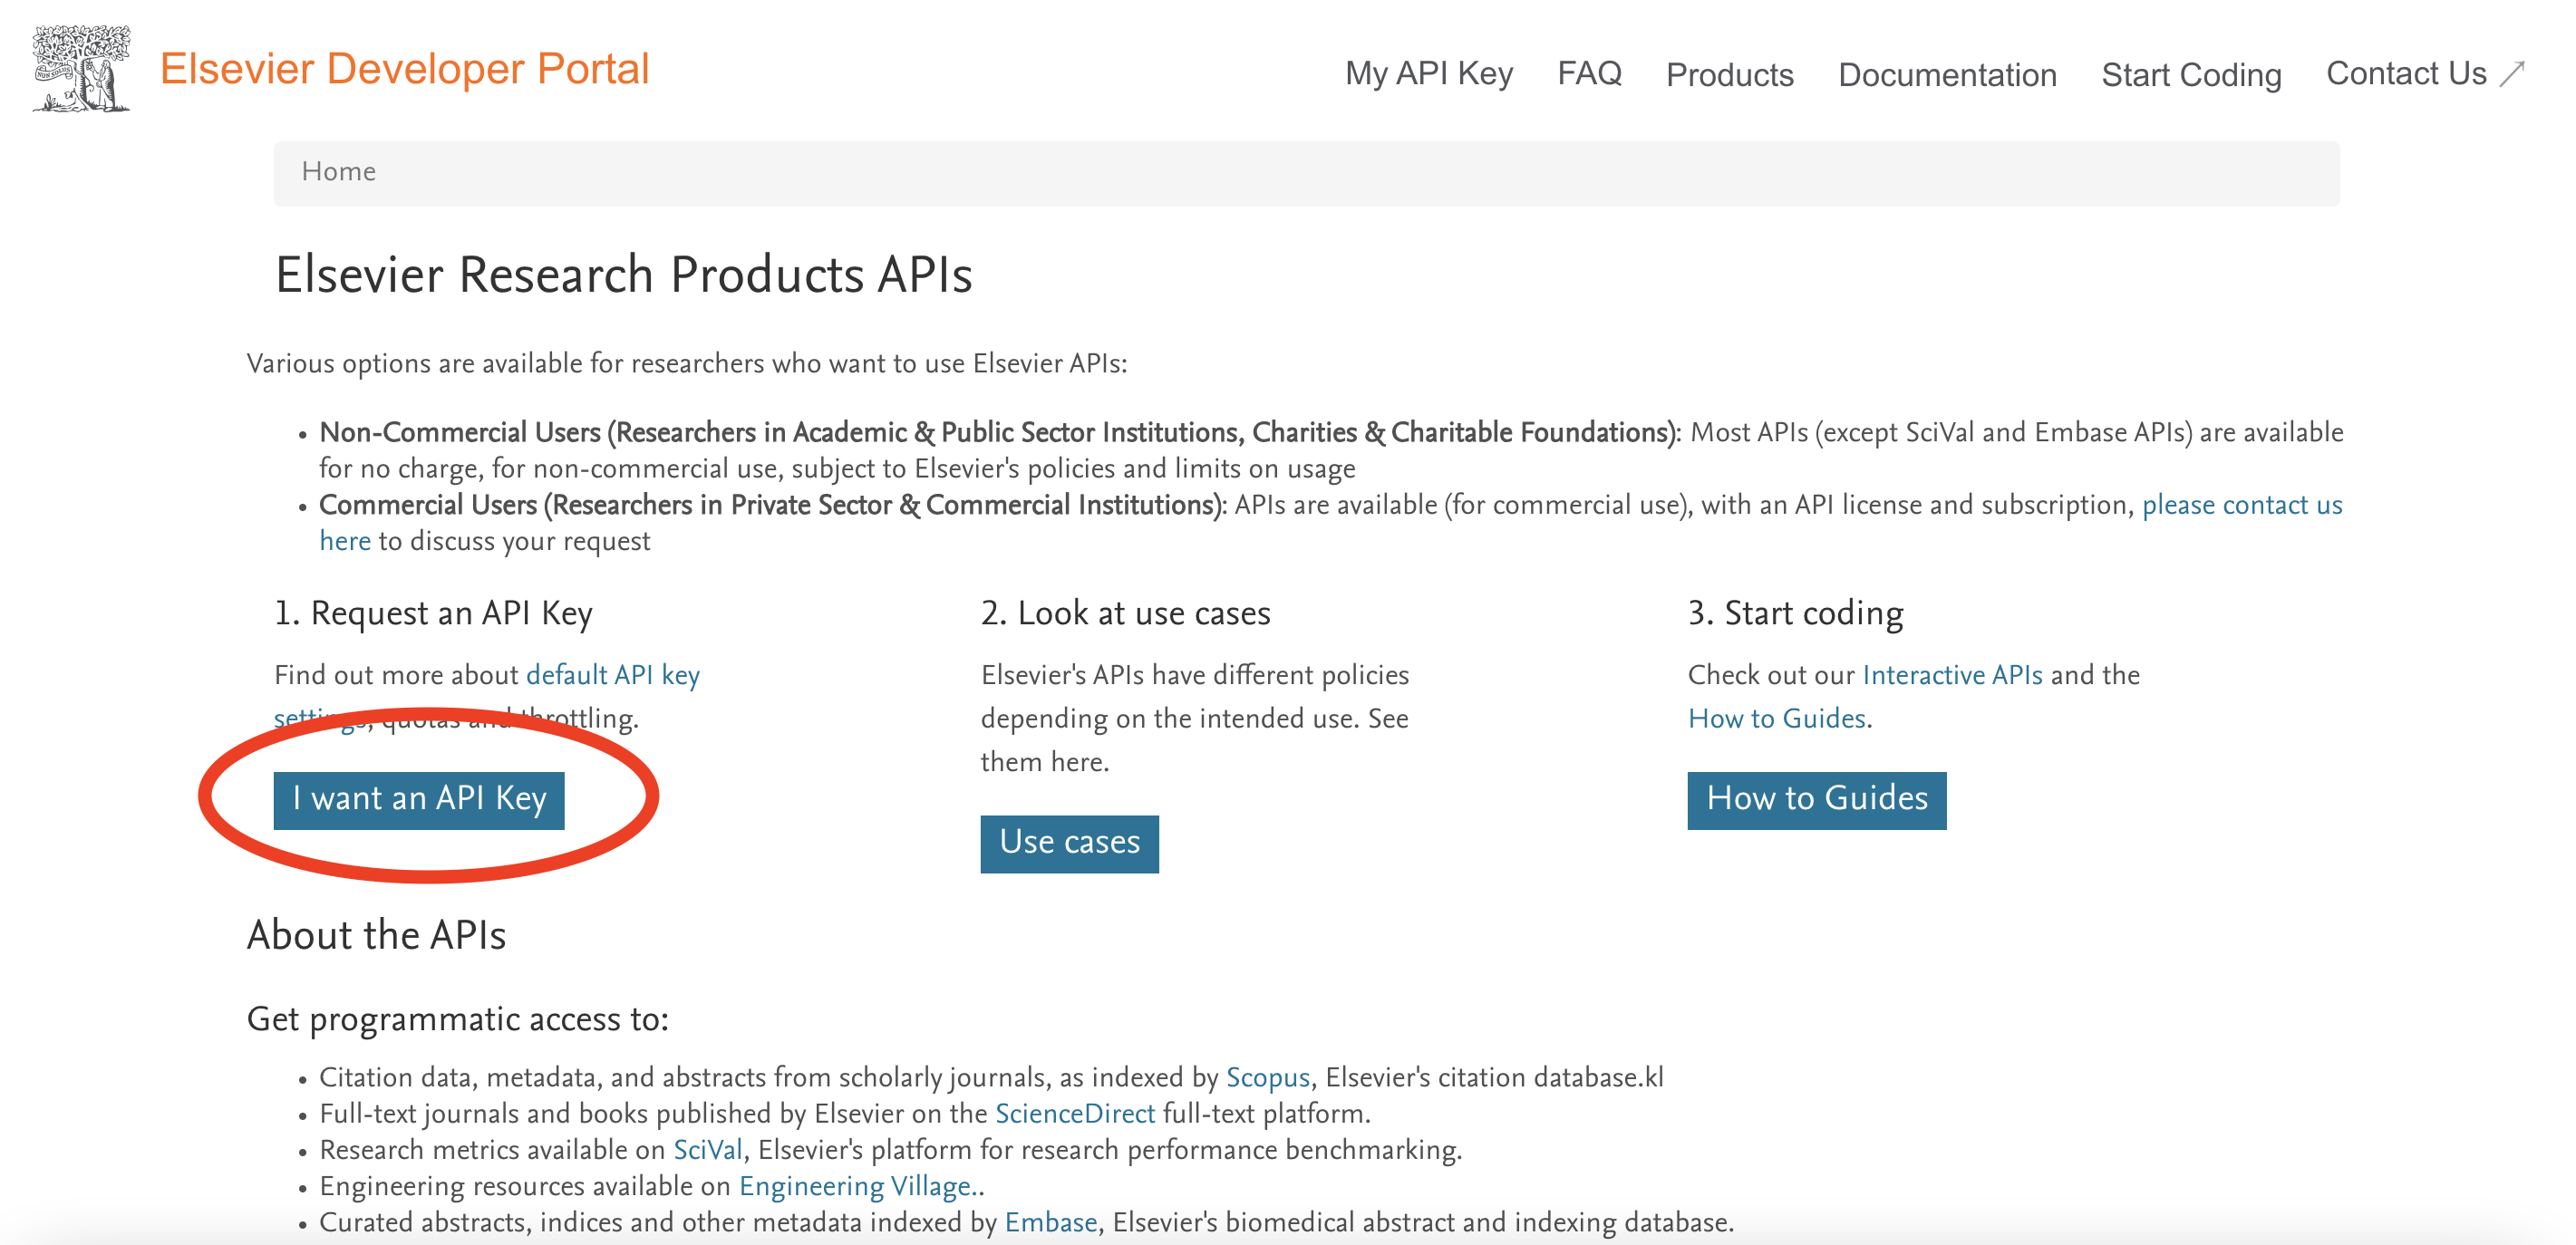 Elsevier Developer Portal
My API Key FAQ Products Documentation Start Coding Contact Us
Home
Elsevier Research Products APIs
Various options are available for researchers who want to use Elsevier APIs:
• Non-Commercial Users (Researchers in Academic & Public Sector Institutions, Charities & Charitable Foundations): Most APIs (except SciVal and Embase APIs) are available
for no charge, for non-commercial use, subject to Elsevier's policies and limits on usage
• Commercial Users (Researchers in Private Sector & Commercial Institutions): APIs are available (for commercial use), with an API license and subscription, please contact us
here to discuss your request
1. Request an API Key
Find out more about default API key
settings, quotas and throttling.
I want an API Key
2. Look at use cases
Elsevier's APIs have different policies
depending on the intended use. See
them here.
Use cases
3. Start coding
Check out our Interactive APIs and the
How to Guides.
How to Guides
About the APIs
Get programmatic access to:
• Citation data, metadata, and abstracts from scholarly journals, as indexed by Scopus, Elsevier's citation database.kl
• Full-text journals and books published by Elsevier on the ScienceDirect full-text platform.
• Research metrics available on SciVal, Elsevier's platform for research performance benchmarking.
• Engineering resources available on Engineering Village..
• Curated abstracts, indices and other metadata indexed by Embase, Elsevier's biomedical abstract and indexing database.